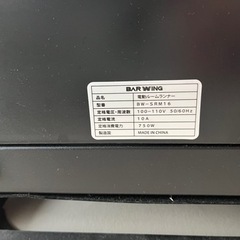 BARWING
品名 電動ルームランナー
型番 BW-SRM16
定格電圧・周波数 100-110V 50/60Hz
定格電流 10A
定格消費電力 750W
製造国 MADE IN CHINA